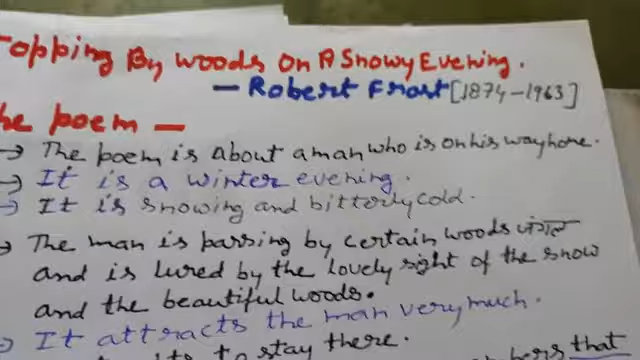 topping By woods on A Snowy Evening.
— Robert Frost [1874-1963]
he poem —
→ The poem is about a man who is on his way home.
→ It is a winter evening.
→ It is snowing and bitterly cold.
→ The man is passing by certain woods जंगल
and is lured by the lovely sight of the snow
and the beautiful woods.
→ It attracts the man very much.
to stay there.
that